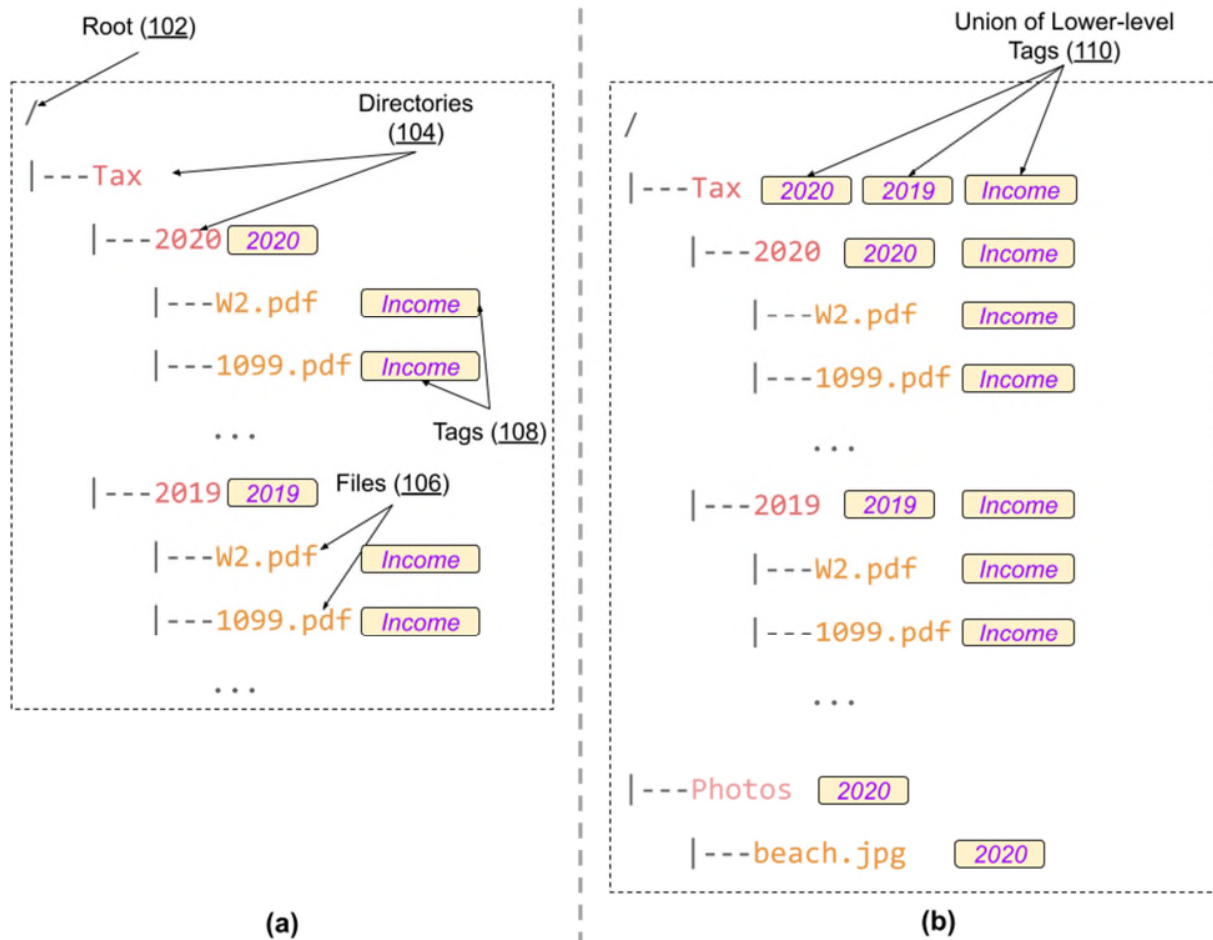 Root (102)
/
Directories
(104)
|---Tax
|---2020 2020
|---W2.pdf Income
|---1099.pdf Income
...
Tags (108)
|---2019 2019
Files (106)
|---W2.pdf Income
|---1099.pdf Income
...
(a)
Union of Lower-level
Tags (110)
/
|---Tax 2020 2019 Income
|---2020 2020 Income
|---W2.pdf Income
|---1099.pdf Income
...
|---2019 2019 Income
|---W2.pdf Income
|---1099.pdf Income
...
|---Photos 2020
|---beach.jpg 2020
(b)